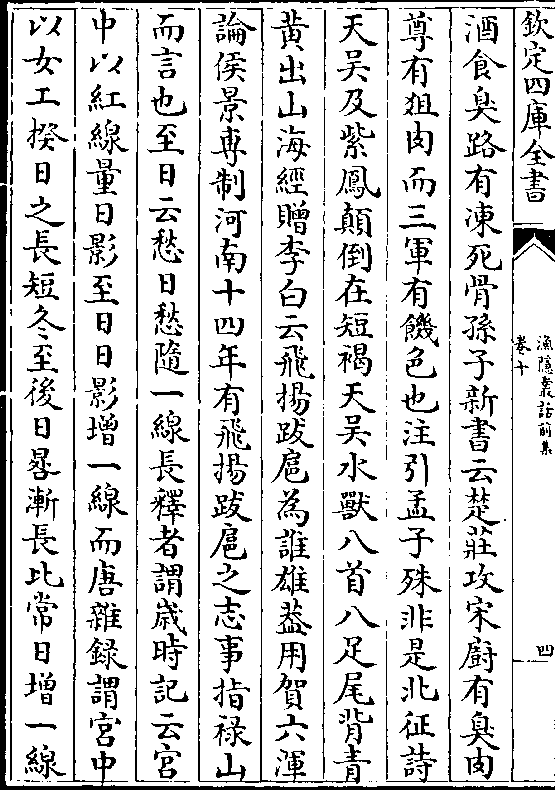 欽定四庫全書
漁隱叢話前集
卷十
四
酒食臭路有凍死骨孫子新書云楚莊攻宋廚有臭肉
尊有狙肉而三軍有饑色也注引孟子殊非是北征詩
天吴及紫鳳顛倒在短褐天吴水獸八首八足尾背青
黄出山海經贈李白云飛揚跋扈為誰雄葢用賀六渾
論侯景専制河南十四年有飛揚跋扈之志事指禄山
而言也至日云愁日愁隨一線長釋者謂歲時記云宫
中以紅線量日影至日日影增一線而唐雜録謂宫中
以女工揆日之長短冬至後日晷漸長比常日增一線